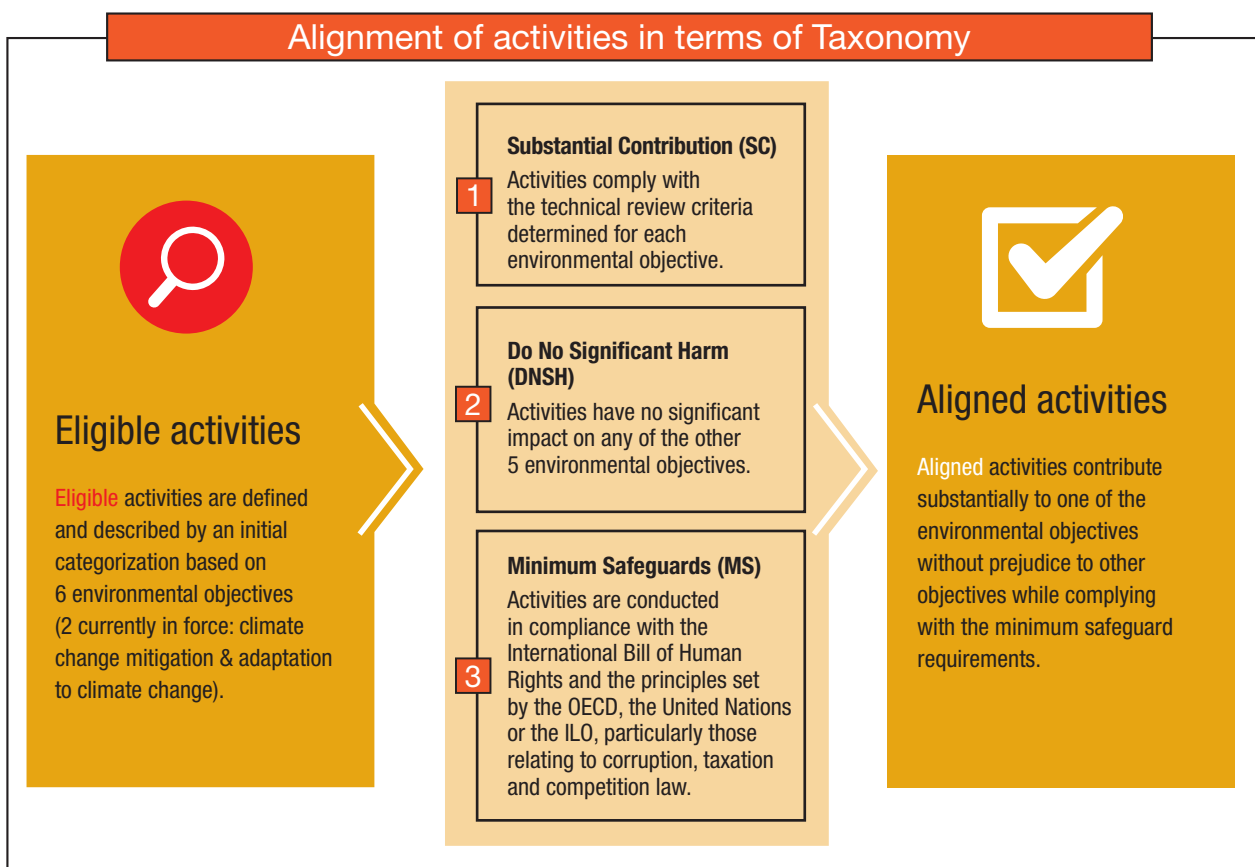 Alignment of activities in terms of Taxonomy
Eligible activities
Eligible activities are defined
and described by an initial
categorization based on
6 environmental objectives
(2 currently in force: climate
change mitigation & adaptation
to climate change).
1
Substantial Contribution (SC)
Activities comply with
the technical review criteria
determined for each
environmental objective.
2
Do No Significant Harm
(DNSH)
Activities have no significant
impact on any of the other
5 environmental objectives.
3
Minimum Safeguards (MS)
Activities are conducted
in compliance with the
International Bill of Human
Rights and the principles set
by the OECD, the United Nations
or the ILO, particularly those
relating to corruption, taxation
and competition law.
Aligned activities
Aligned activities contribute
substantially to one of the
environmental objectives
without prejudice to other
objectives while complying
with the minimum safeguard
requirements.